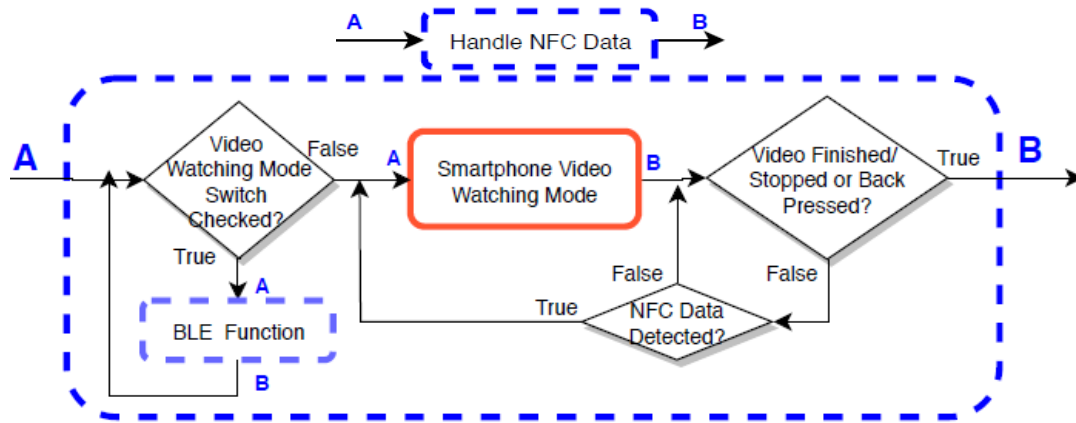 A
Handle NFC Data
B
A
Video
Watching Mode
Switch
Checked?
False
A
Smartphone Video
Watching Mode
B
Video Finished/
Stopped or Back
Pressed?
True
B
True
A
BLE Function
B
False
False
True
NFC Data
Detected?